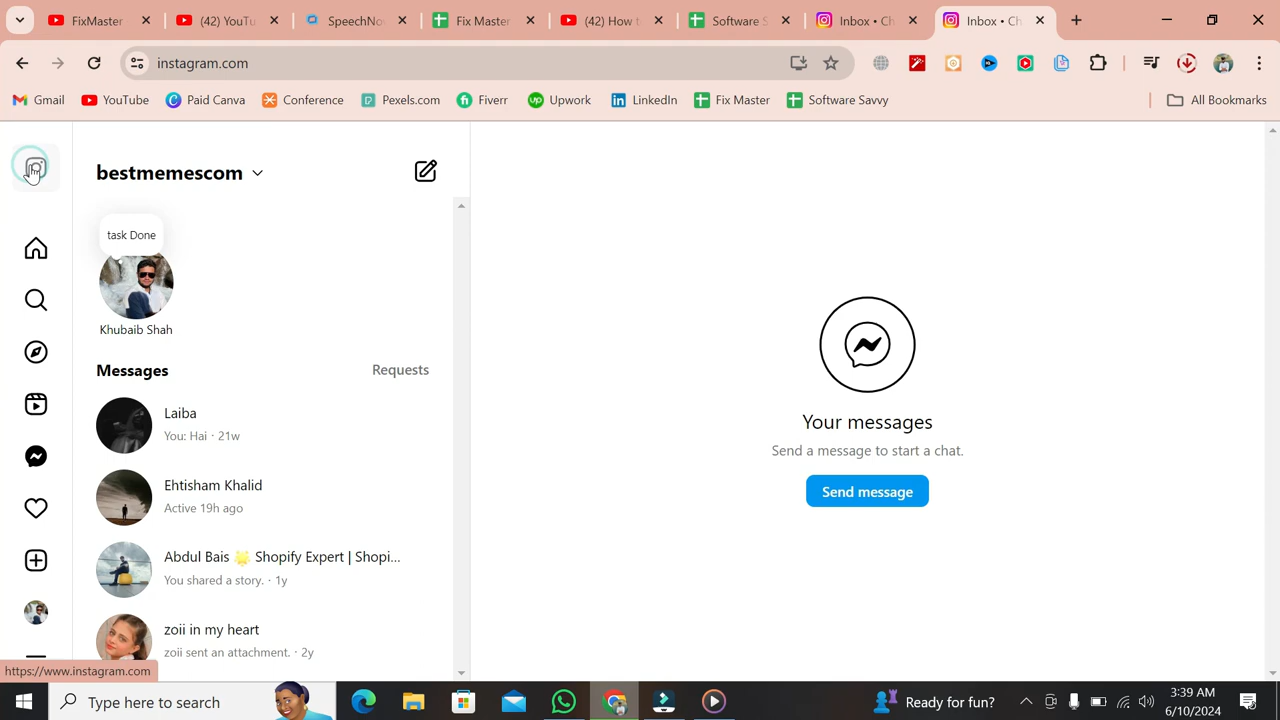 FixMaster
(42) YouTu
SpeechNo
Fix Master
(42) How t
Software S
Inbox • Ch
Inbox • Ch
instagram.com
Gmail
YouTube
Paid Canva
Conference
Pexels.com
Fiverr
Upwork
LinkedIn
Fix Master
Software Savvy
All Bookmarks
bestmemescom
task Done
Khubaib Shah
Messages
Requests
Laiba
You: Hai · 21w
Ehtisham Khalid
Active 19h ago
Abdul Bais 🌟 Shopify Expert | Shopi...
You shared a story. · 1y
zoii in my heart
zoii sent an attachment. · 2y
Your messages
Send a message to start a chat.
Send message
https://www.instagram.com
Type here to search
Ready for fun?
3:39 AM
6/10/2024